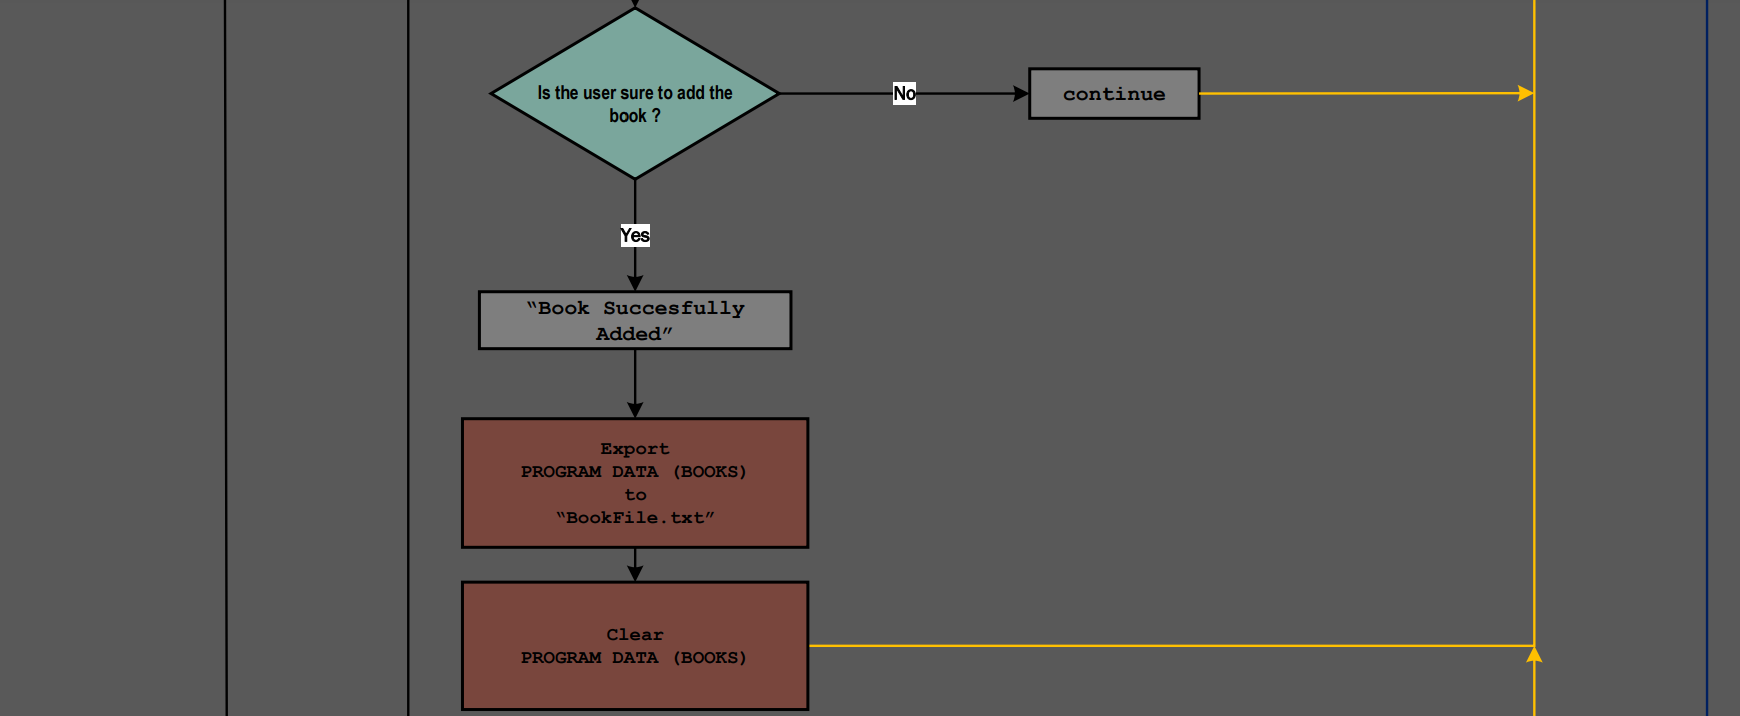 Is the user sure to add the
book ?
No
continue
Yes
“Book Succesfully
Added”
Export
PROGRAM DATA (BOOKS)
to
“BookFile.txt”
Clear
PROGRAM DATA (BOOKS)